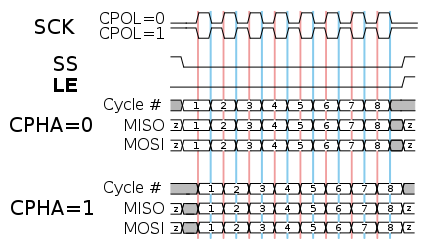 SCK CPOL=0
CPOL=1
SS
LE
Cycle # 1 2 3 4 5 6 7 8
CPHA=0 MISO z 1 2 3 4 5 6 7 8 z
MOSI 1 2 3 4 5 6 7 8
Cycle # 1 2 3 4 5 6 7 8
CPHA=1 MISO z 1 2 3 4 5 6 7 8 z
MOSI z 1 2 3 4 5 6 7 8 z